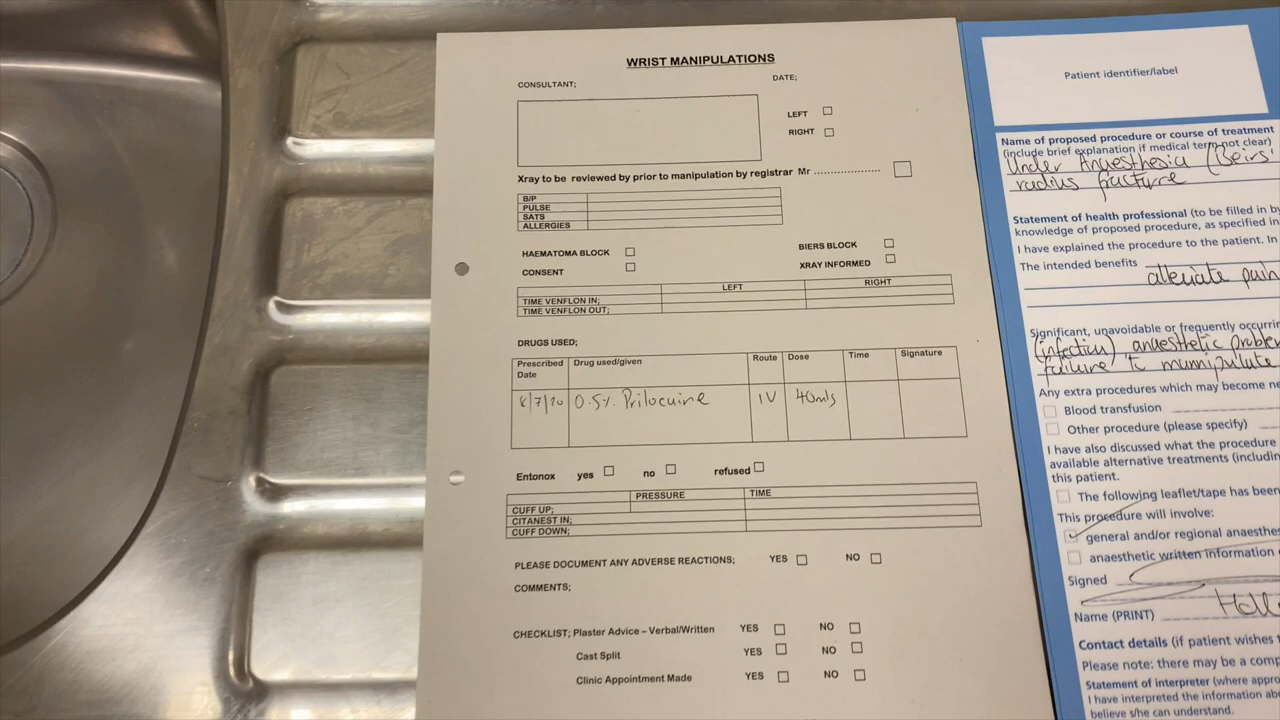 WRIST MANIPULATIONS
CONSULTANT; DATE;
LEFT
RIGHT
Xray to be reviewed by prior to manipulation by registrar Mr ....................
B/P
PULSE
SATS
ALLERGIES
HAEMATOMA BLOCK BIERS BLOCK
CONSENT XRAY INFORMED
LEFT RIGHT
TIME VENFLON IN;
TIME VENFLON OUT;
DRUGS USED;
Prescribed Date Drug used/given Route Dose Time Signature
8/7/20 0.5% Prilocaine IV 40mls
Entonox yes no refused
PRESSURE TIME
CUFF UP;
CITANEST IN;
CUFF DOWN;
PLEASE DOCUMENT ANY ADVERSE REACTIONS; YES NO
COMMENTS;
CHECKLIST; Plaster Advice – Verbal/Written YES NO
Cast Split YES NO
Clinic Appointment Made YES NO
Patient identifier/label
Name of proposed procedure or course of treatment
(include brief explanation if medical term not clear)
Under Anaesthesia (Beirs
radius fracture
Statement of health professional (to be filled in by
knowledge of proposed procedure, as specified in
I have explained the procedure to the patient. In
The intended benefits alleviate pain
Significant, unavoidable or frequently occurri
(infection) anaesthetic problem
failure to manipulate
Any extra procedures which may become ne
Blood transfusion
Other procedure (please specify)
I have also discussed what the procedure
available alternative treatments (includin
this patient.
The following leaflet/tape has been
This procedure will involve:
general and/or regional anaesthe
anaesthetic written information
Signed
Name (PRINT) Holl
Contact details (if patient wishes t
Please note: there may be a comp
Statement of interpreter (where appro
I have interpreted the information ab
believe s/he can understand.